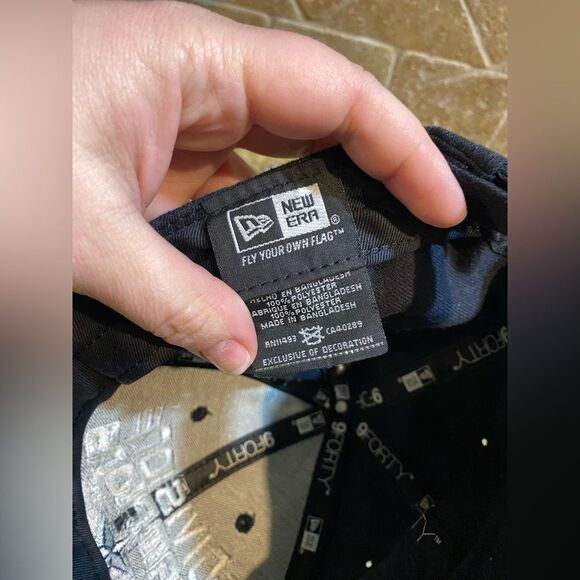 NEW
ERA®
FLY YOUR OWN FLAG™
HECHO EN BANGLADESH
100% POLYESTER
FABRIQUE EN BANGLADESH
100% POLYESTER
MADE IN BANGLADESH
RN11493 CA40289
EXCLUSIVE OF DECORATION
9FORTY
9FORTY
9FORTY